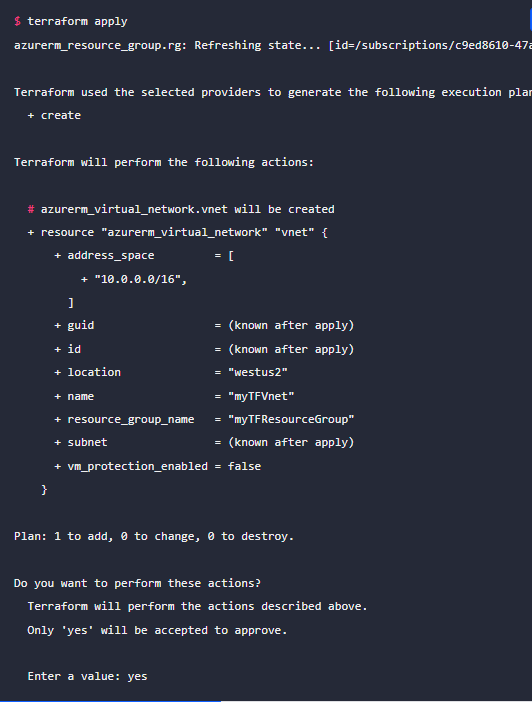 $ terraform apply
azurerm_resource_group.rg: Refreshing state... [id=/subscriptions/c9ed8610-47a
Terraform used the selected providers to generate the following execution plan
+ create
Terraform will perform the following actions:
# azurerm_virtual_network.vnet will be created
+ resource "azurerm_virtual_network" "vnet" {
+ address_space = [
+ "10.0.0.0/16",
]
+ guid = (known after apply)
+ id = (known after apply)
+ location = "westus2"
+ name = "myTFVnet"
+ resource_group_name = "myTFResourceGroup"
+ subnet = (known after apply)
+ vm_protection_enabled = false
}
Plan: 1 to add, 0 to change, 0 to destroy.
Do you want to perform these actions?
Terraform will perform the actions described above.
Only 'yes' will be accepted to approve.
Enter a value: yes